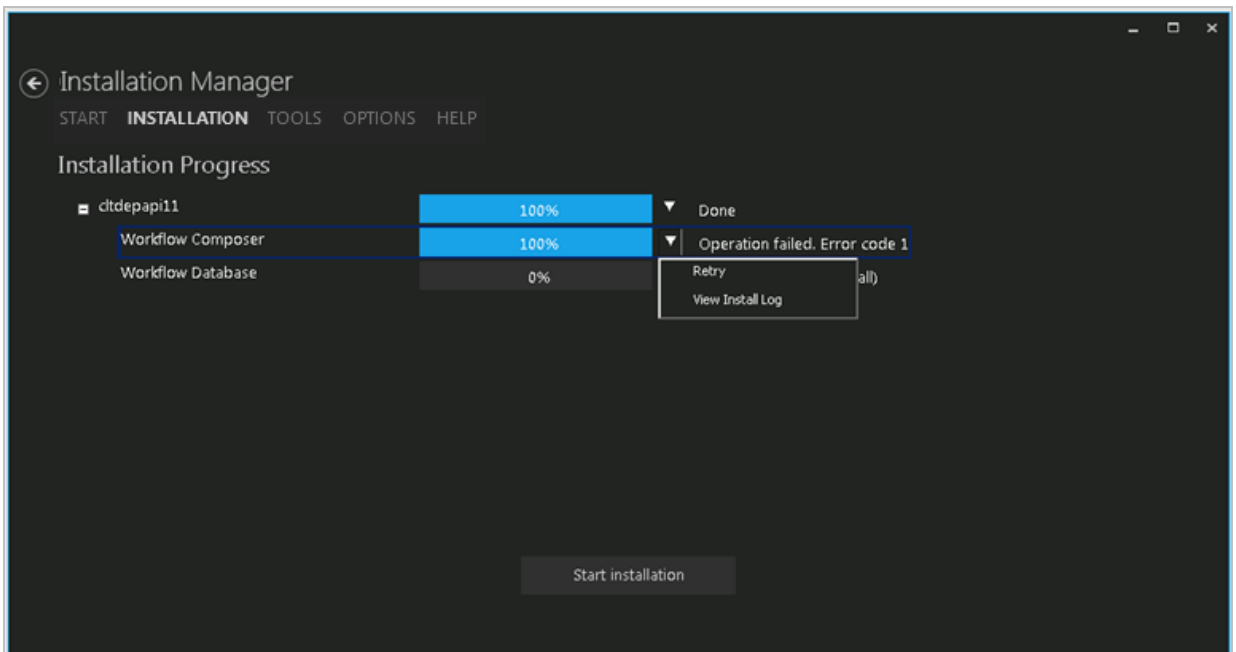 Installation Manager
START INSTALLATION TOOLS OPTIONS HELP
Installation Progress
cltdepapi11 100% Done
Workflow Composer 100% Operation failed. Error code 1
Workflow Database 0% all)
Retry
View Install Log
Start installation